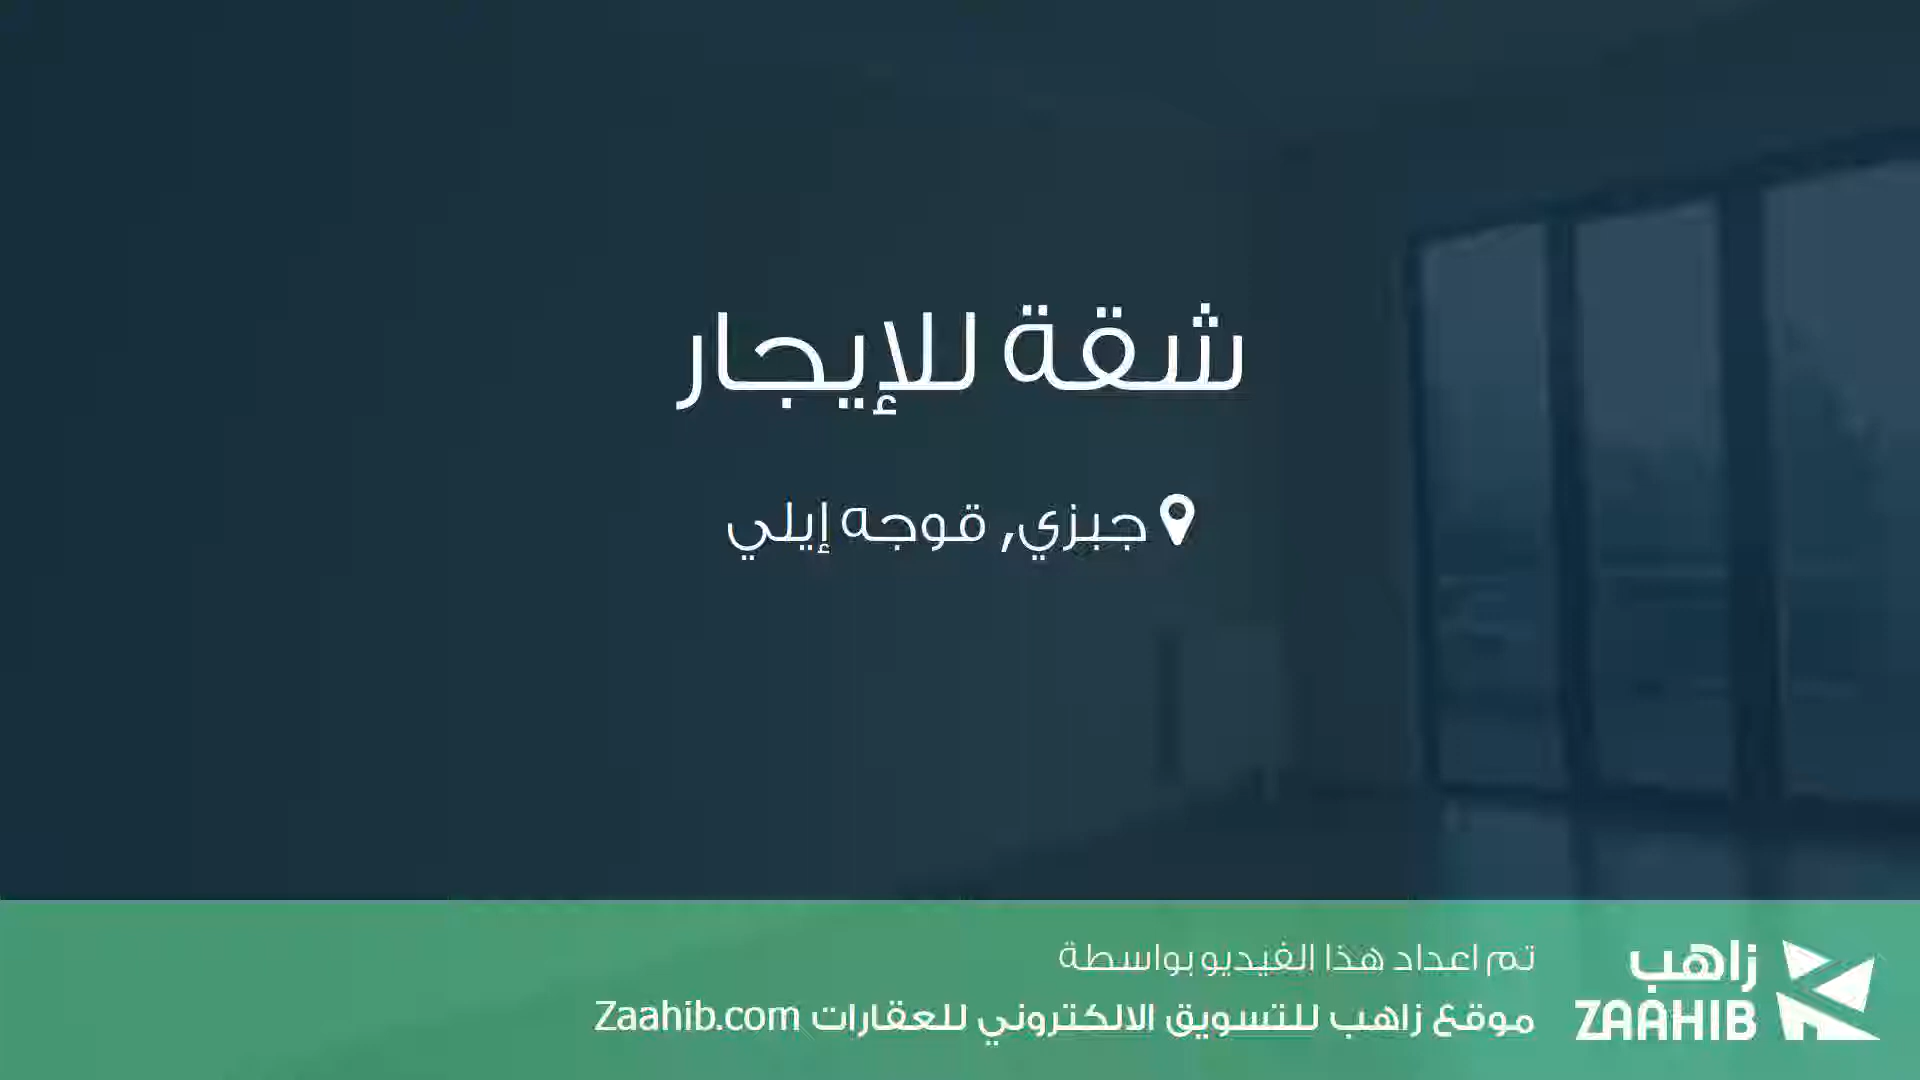 شقة للإيجار
جبزي, قوجه إيلي
تم اعداد هذا الفيديو بواسطة
موقع زاهب للتسويق الالكتروني للعقارات Zaahib.com
زاهب
ZAAHIB